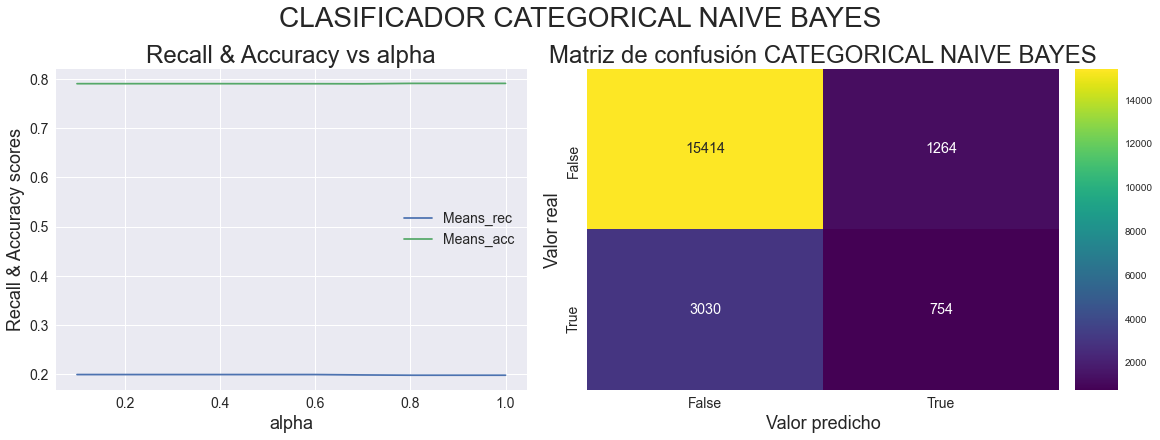 CLASIFICADOR CATEGORICAL NAIVE BAYES
Recall & Accuracy vs alpha
Recall & Accuracy scores
0.8
0.7
0.6
0.5
0.4
0.3
0.2
Means_rec
Means_acc
0.2 0.4 0.6 0.8 1.0
alpha
Matriz de confusión CATEGORICAL NAIVE BAYES
Valor real
False
True
15414 1264
3030 754
False True
Valor predicho
14000
12000
10000
8000
6000
4000
2000